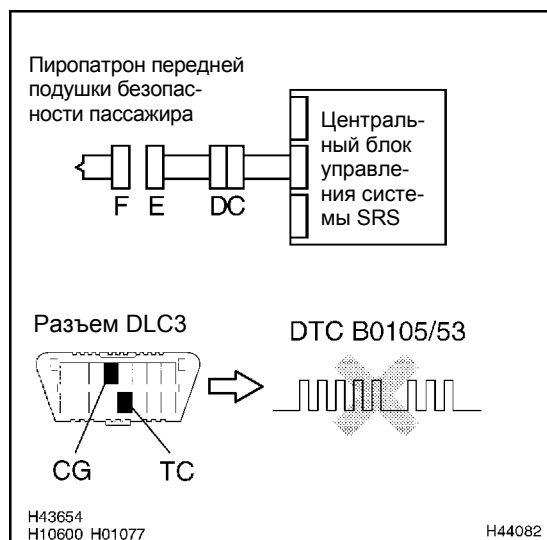 Пиропатрон передней
подушки безопас-
ности пассажира
Централь-
ный блок
управле-
ния систе-
мы SRS
F E DC
Разъем DLC3
DTC B0105/53
CG TC
H43654
H10600 H01077
H44082